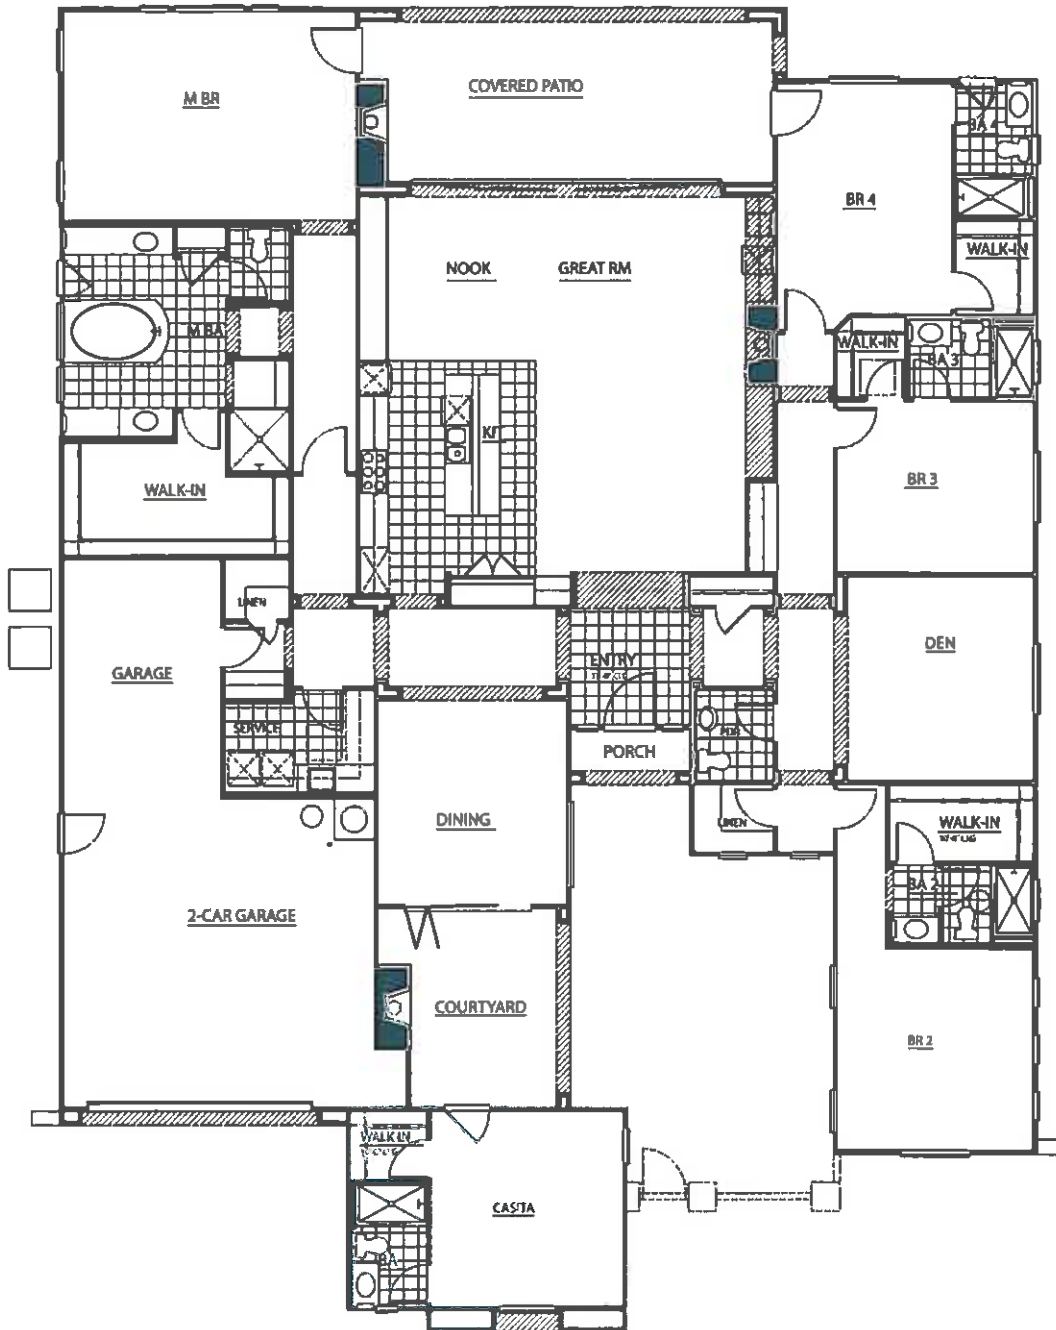 M BR
COVERED PATIO
BA 4
BR 4
WALK-IN
NOOK
GREAT RM
M BA
WALK-IN
BA 3
KIT
WALK-IN
BR 3
LINEN
GARAGE
ENTRY
DEN
SERVICE
PDR
PORCH
LINEN
DINING
WALK-IN
BA 2
2-CAR GARAGE
COURTYARD
BR 2
WALK IN
CASITA
BA